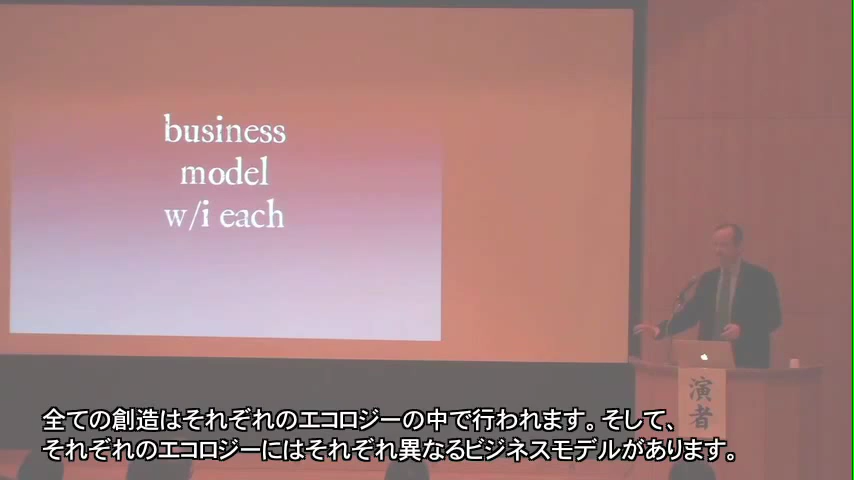 business
model
w/i each
演者
全ての創造はそれぞれのエコロジーの中で行われます。そして、
それぞれのエコロジーにはそれぞれ異なるビジネスモデルがあります。